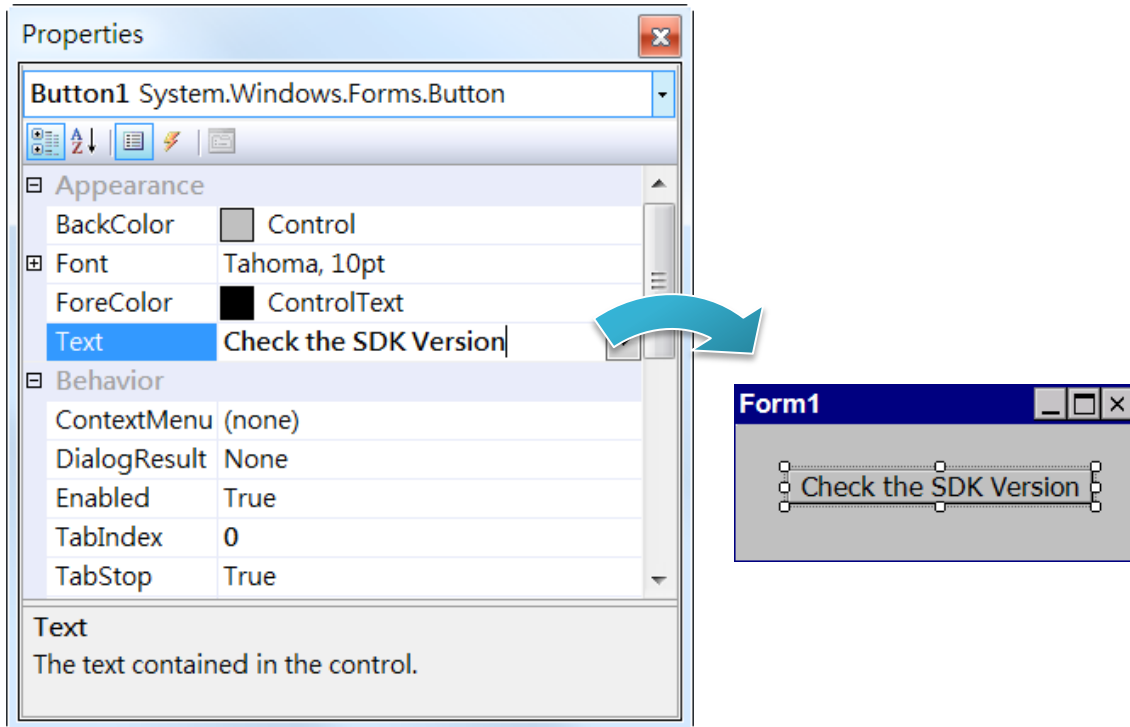 Properties
Button1 System.Windows.Forms.Button
Appearance
BackColor Control
Font Tahoma, 10pt
ForeColor ControlText
Text Check the SDK Version
Behavior
ContextMenu (none)
DialogResult None
Enabled True
TabIndex 0
TabStop True
Text
The text contained in the control.
Form1
Check the SDK Version